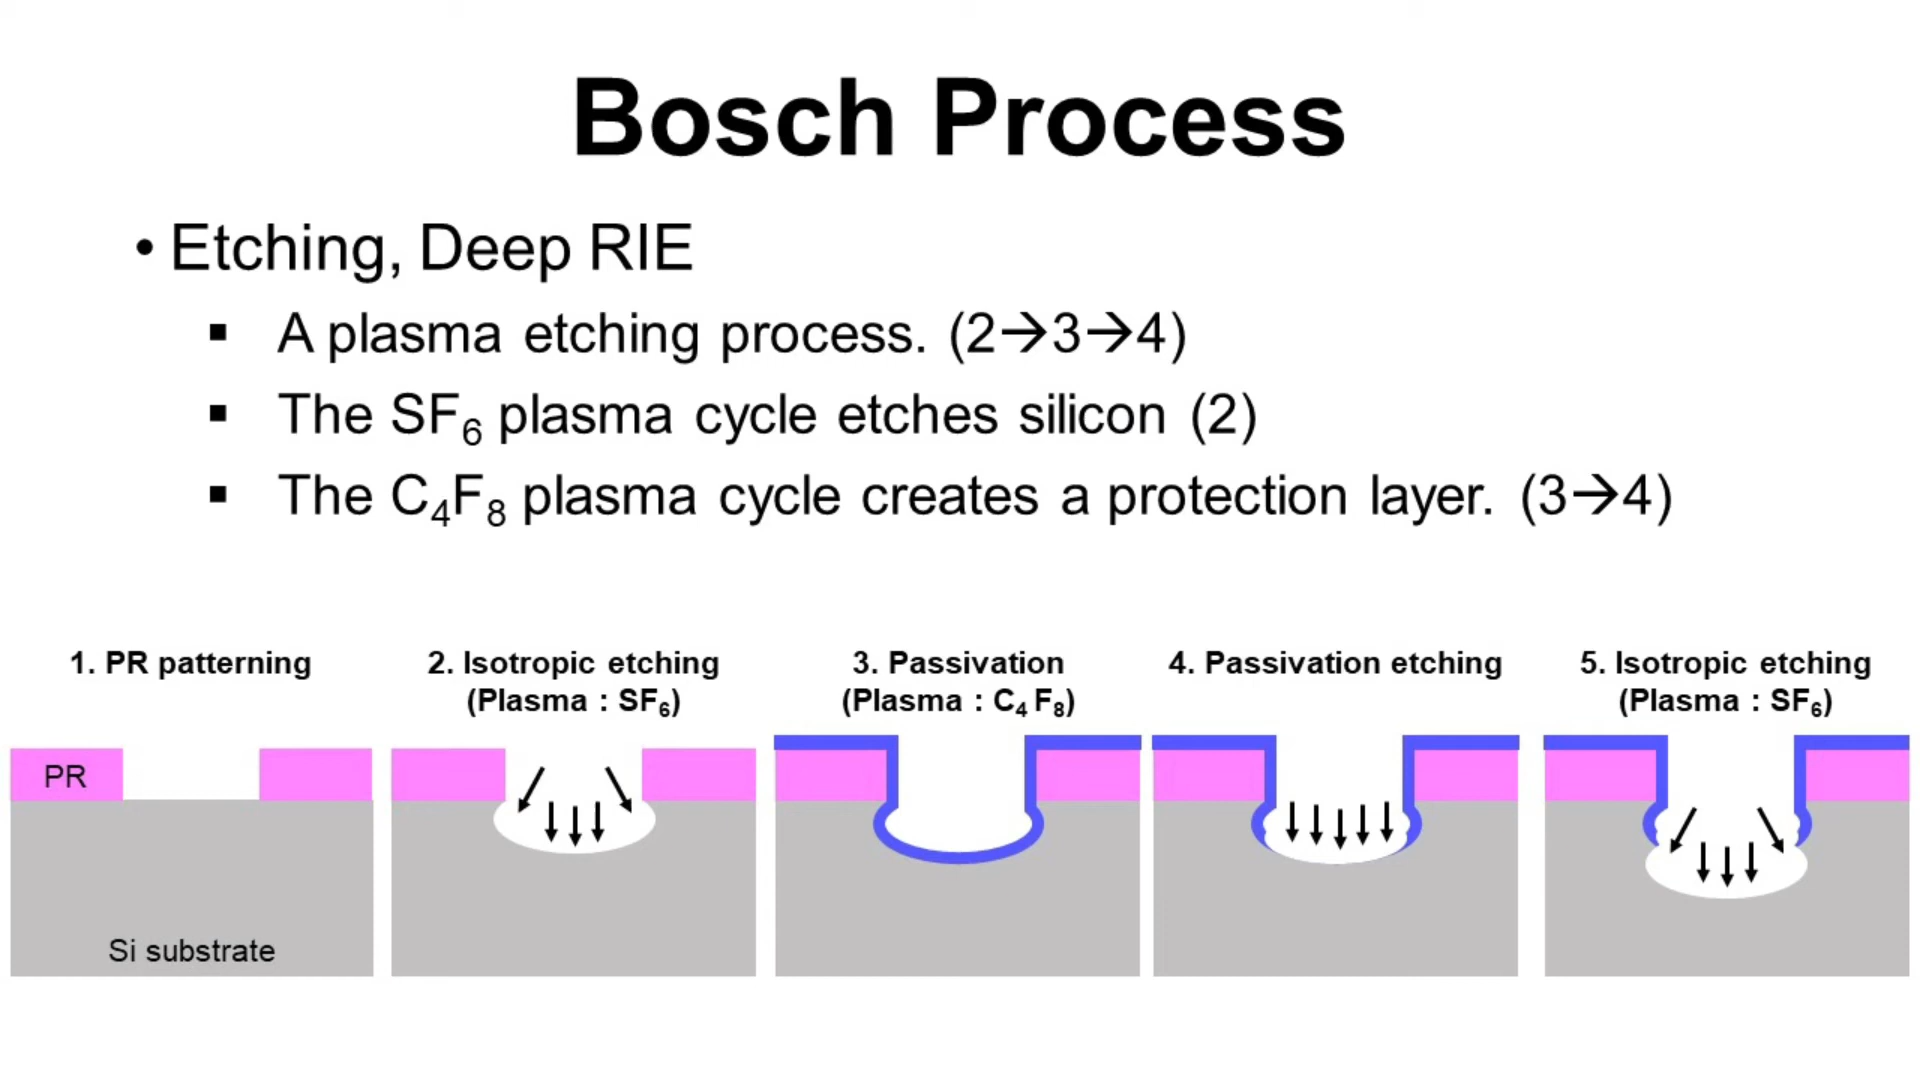 Bosch Process
• Etching, Deep RIE
▪ A plasma etching process. (2→3→4)
▪ The SF₆ plasma cycle etches silicon (2)
▪ The C₄F₈ plasma cycle creates a protection layer. (3→4)
1. PR patterning
2. Isotropic etching
(Plasma : SF₆)
3. Passivation
(Plasma : C₄ F₈)
4. Passivation etching
5. Isotropic etching
(Plasma : SF₆)
PR
Si substrate